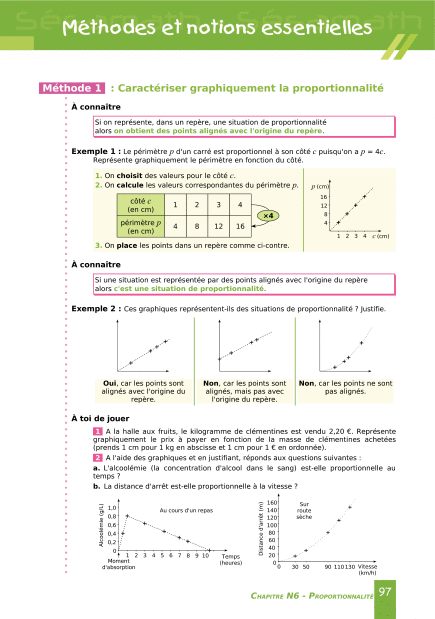 Méthodes et notions essentielles
Méthode 1 : Caractériser graphiquement la proportionnalité
À connaître
Si on représente, dans un repère, une situation de proportionnalité
alors on obtient des points alignés avec l'origine du repère.
Exemple 1 : Le périmètre p d'un carré est proportionnel à son côté c puisqu'on a p = 4c.
Représente graphiquement le périmètre en fonction du côté.
1. On choisit des valeurs pour le côté c.
2. On calcule les valeurs correspondantes du périmètre p.
côté c
(en cm)
1 2 3 4
périmètre p
(en cm)
4 8 12 16
×4
p (cm)
16
12
8
4
1 2 3 4 c (cm)
3. On place les points dans un repère comme ci-contre.
À connaître
Si une situation est représentée par des points alignés avec l'origine du repère
alors c'est une situation de proportionnalité.
Exemple 2 : Ces graphiques représentent-ils des situations de proportionnalité ? Justifie.
Oui, car les points sont
alignés avec l'origine du
repère.
Non, car les points sont
alignés, mais pas avec
l'origine du repère.
Non, car les points ne sont
pas alignés.
À toi de jouer
1 A la halle aux fruits, le kilogramme de clémentines est vendu 2,20 €. Représente
graphiquement le prix à payer en fonction de la masse de clémentines achetées
(prends 1 cm pour 1 kg en abscisse et 1 cm pour 1 € en ordonnée).
2 A l'aide des graphiques et en justifiant, réponds aux questions suivantes :
a. L'alcoolémie (la concentration d'alcool dans le sang) est-elle proportionnelle au
temps ?
b. La distance d'arrêt est-elle proportionnelle à la vitesse ?
Alcoolémie (g/L)
1,0
0,8
0,6
0,4
0,2
0
Au cours d'un repas
1 2 3 4 5 6 7 8 9 10
Temps
(heures)
Moment
d'absorption
Distance d'arrêt (m)
160
140
120
100
80
60
40
20
0
Sur
route
sèche
0 30 50 90 110 130 Vitesse
(km/h)
CHAPITRE N6 - PROPORTIONNALITÉ 97